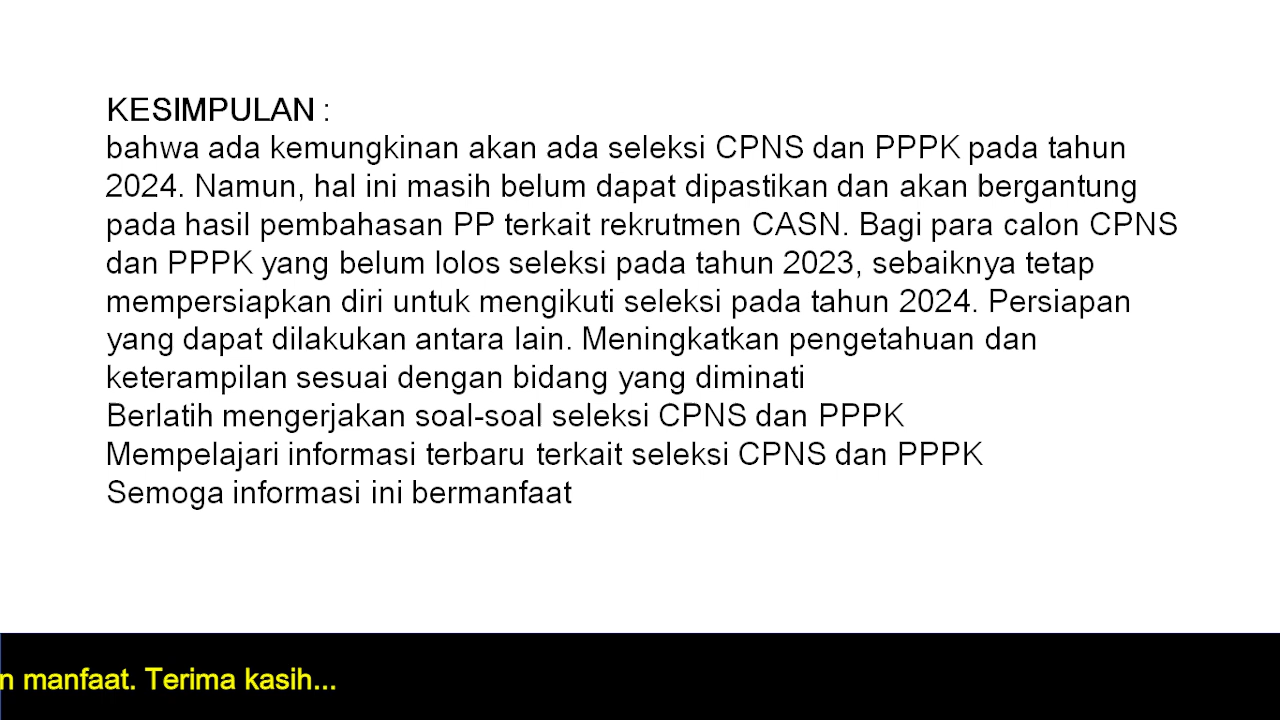 KESIMPULAN :
bahwa ada kemungkinan akan ada seleksi CPNS dan PPPK pada tahun
2024. Namun, hal ini masih belum dapat dipastikan dan akan bergantung
pada hasil pembahasan PP terkait rekrutmen CASN. Bagi para calon CPNS
dan PPPK yang belum lolos seleksi pada tahun 2023, sebaiknya tetap
mempersiapkan diri untuk mengikuti seleksi pada tahun 2024. Persiapan
yang dapat dilakukan antara lain. Meningkatkan pengetahuan dan
keterampilan sesuai dengan bidang yang diminati
Berlatih mengerjakan soal-soal seleksi CPNS dan PPPK
Mempelajari informasi terbaru terkait seleksi CPNS dan PPPK
Semoga informasi ini bermanfaat
n manfaat. Terima kasih...